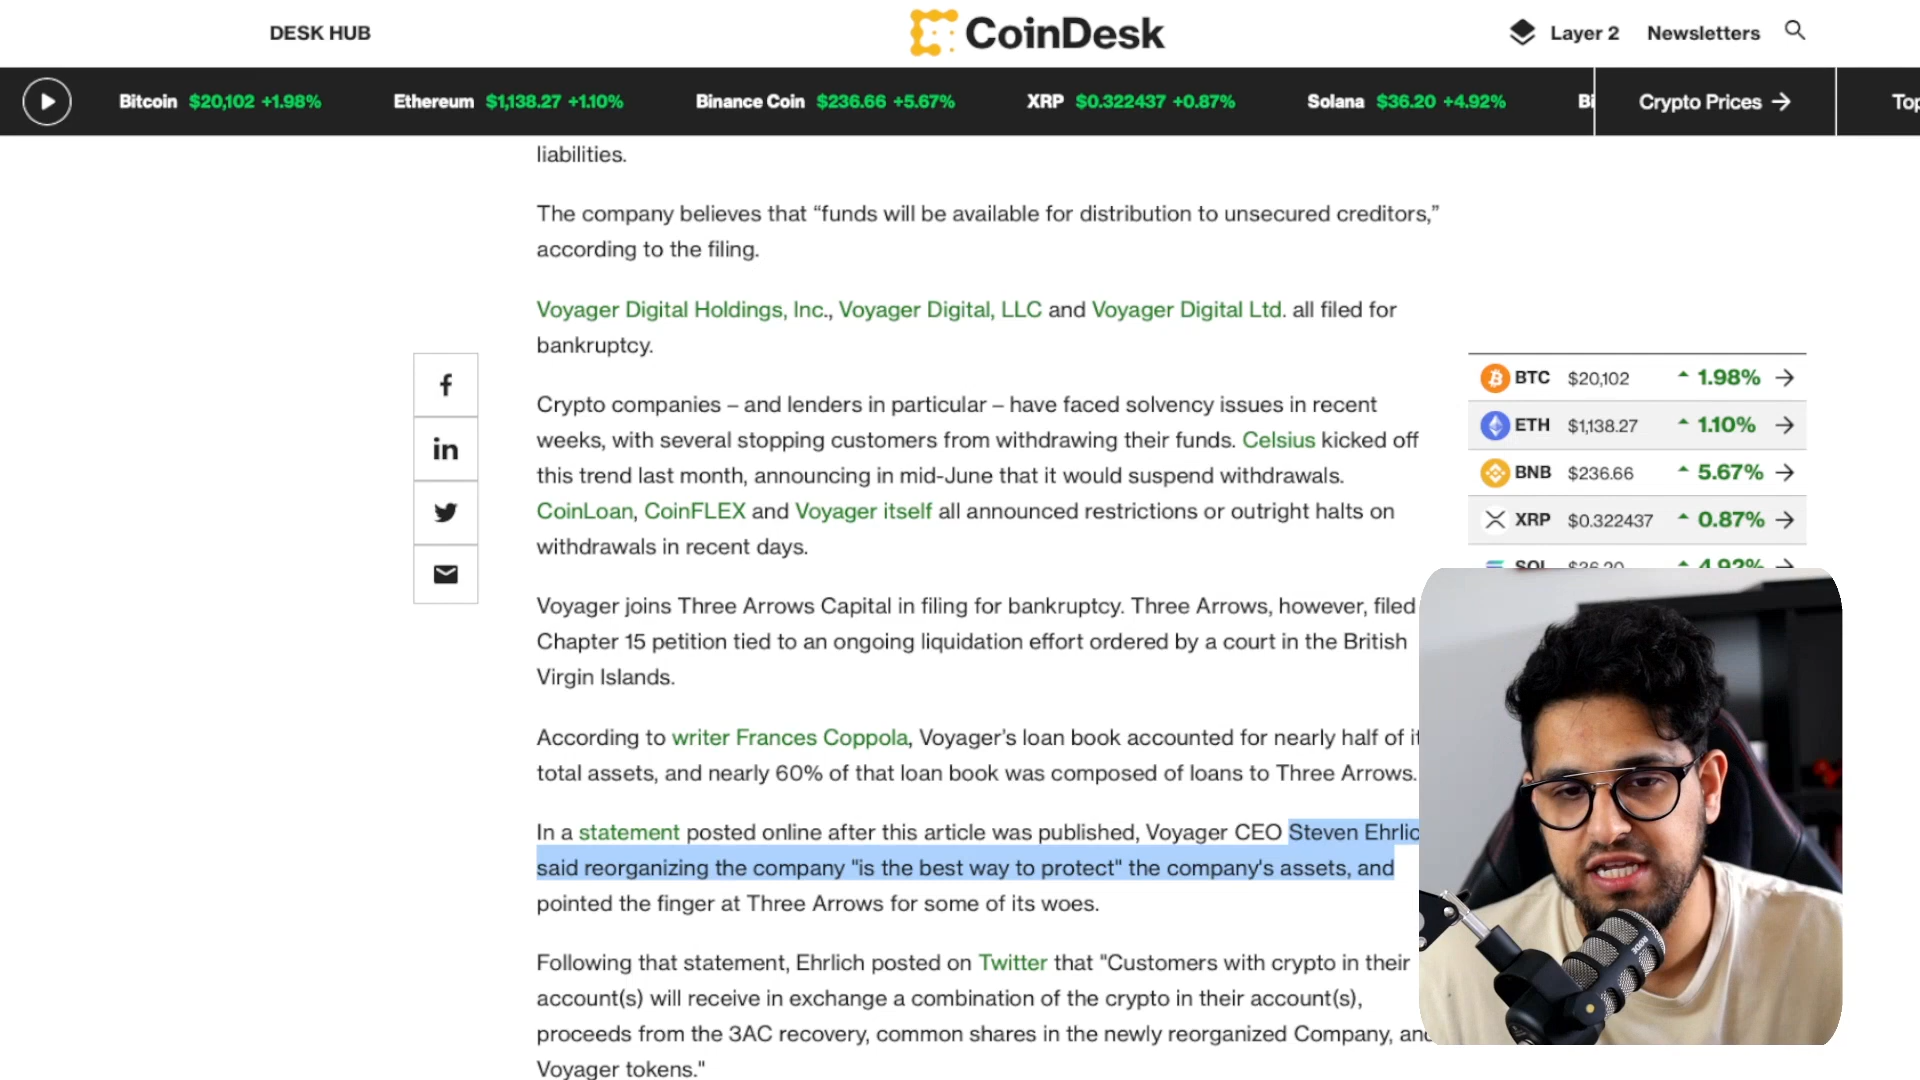 DESK HUB
CoinDesk
Layer 2
Newsletters
Bitcoin $20,102 +1.98%
Ethereum $1,138.27 +1.10%
Binance Coin $236.66 +5.67%
XRP $0.322437 +0.87%
Solana $36.20 +4.92%
Bi
Crypto Prices
Top
liabilities.
The company believes that “funds will be available for distribution to unsecured creditors,”
according to the filing.
Voyager Digital Holdings, Inc., Voyager Digital, LLC and Voyager Digital Ltd. all filed for
bankruptcy.
Crypto companies – and lenders in particular – have faced solvency issues in recent
weeks, with several stopping customers from withdrawing their funds. Celsius kicked off
this trend last month, announcing in mid-June that it would suspend withdrawals.
CoinLoan, CoinFLEX and Voyager itself all announced restrictions or outright halts on
withdrawals in recent days.
Voyager joins Three Arrows Capital in filing for bankruptcy. Three Arrows, however, filed
Chapter 15 petition tied to an ongoing liquidation effort ordered by a court in the British
Virgin Islands.
According to writer Frances Coppola, Voyager's loan book accounted for nearly half of it
total assets, and nearly 60% of that loan book was composed of loans to Three Arrows.
In a statement posted online after this article was published, Voyager CEO Steven Ehrlic
said reorganizing the company "is the best way to protect" the company's assets, and
pointed the finger at Three Arrows for some of its woes.
Following that statement, Ehrlich posted on Twitter that "Customers with crypto in their
account(s) will receive in exchange a combination of the crypto in their account(s),
proceeds from the 3AC recovery, common shares in the newly reorganized Company, and
Voyager tokens."
BTC $20,102 1.98%
ETH $1,138.27 1.10%
BNB $236.66 5.67%
XRP $0.322437 0.87%
SOL $36.20 4.92%
RODE